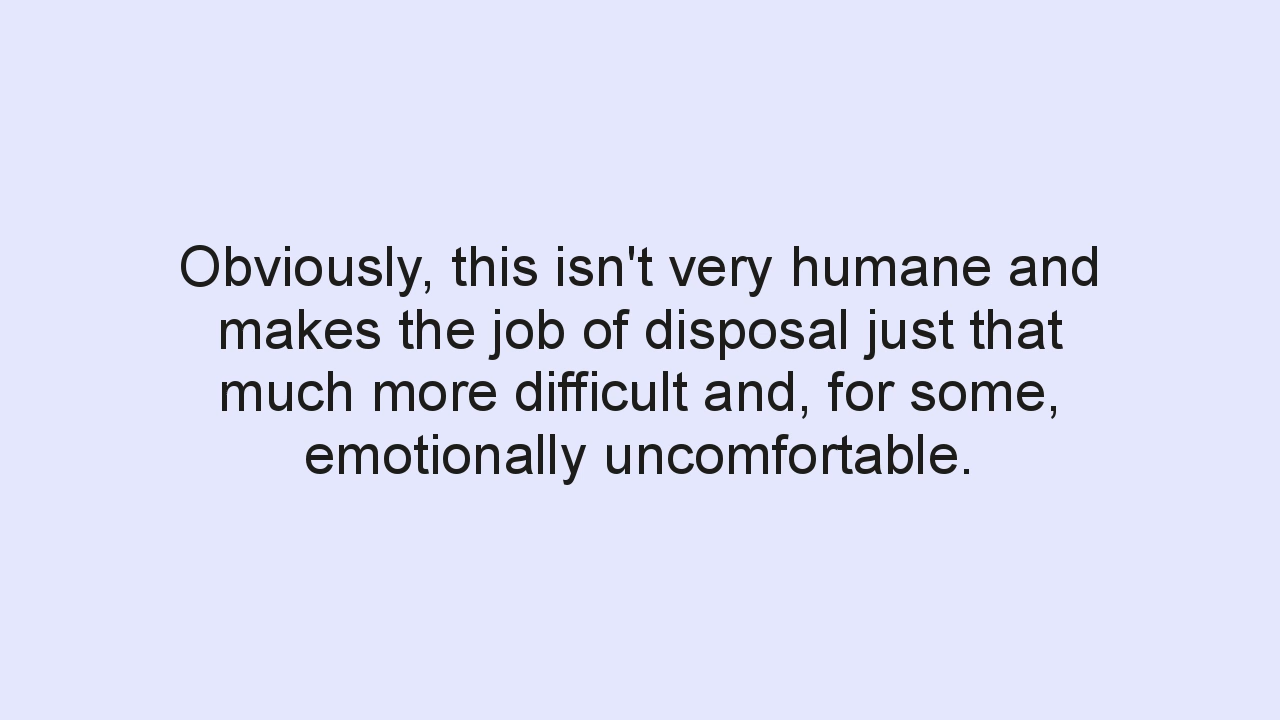 Obviously, this isn't very humane and
makes the job of disposal just that
much more difficult and, for some,
emotionally uncomfortable.